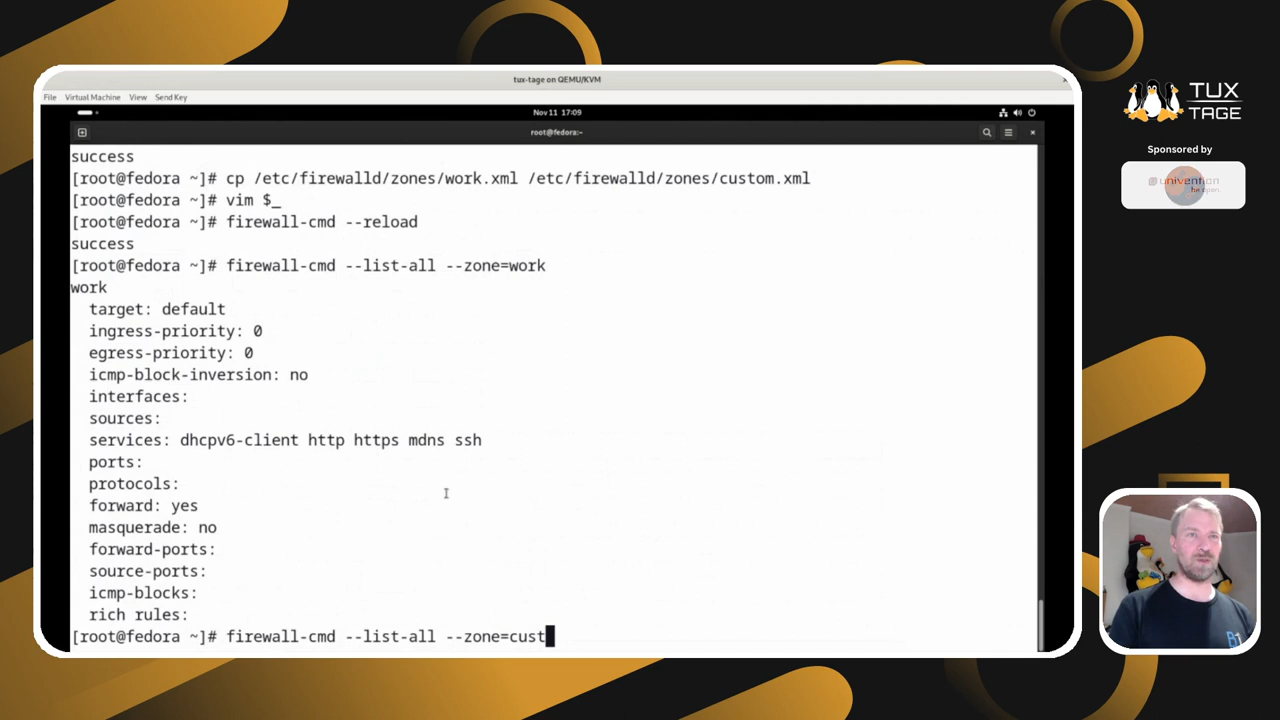 tux-tage on QEMU/KVM
File Virtual Machine View Send Key
Nov 11 17:09
root@fedora:~
success
[root@fedora ~]# cp /etc/firewalld/zones/work.xml /etc/firewalld/zones/custom.xml
[root@fedora ~]# vim $_
[root@fedora ~]# firewall-cmd --reload
success
[root@fedora ~]# firewall-cmd --list-all --zone=work
work
  target: default
  ingress-priority: 0
  egress-priority: 0
  icmp-block-inversion: no
  interfaces:
  sources:
  services: dhcpv6-client http https mdns ssh
  ports:
  protocols:
  forward: yes
  masquerade: no
  forward-ports:
  source-ports:
  icmp-blocks:
  rich rules:
[root@fedora ~]# firewall-cmd --list-all --zone=cust
TUX
TAGE
Sponsored by
univention
be open.
B1